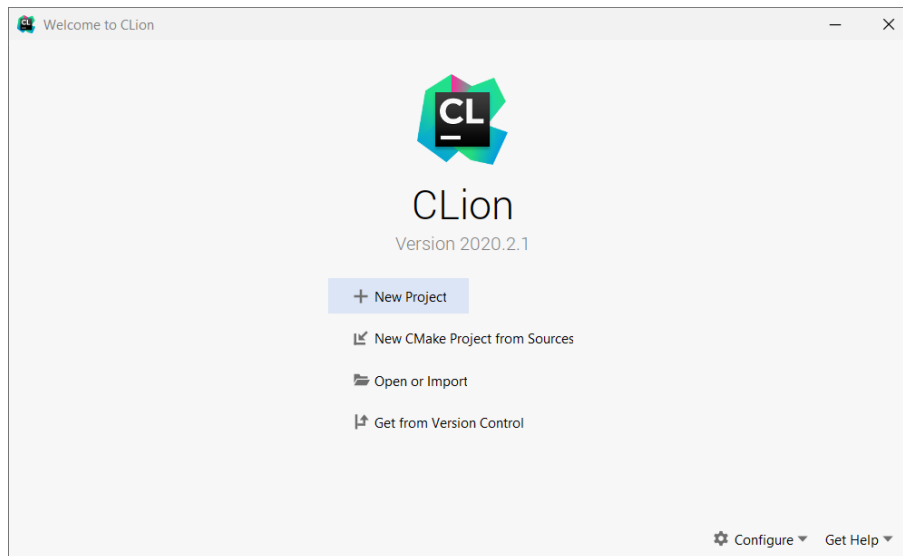 Welcome to CLion
CL
CLion
Version 2020.2.1
New Project
New CMake Project from Sources
Open or Import
Get from Version Control
Configure Get Help